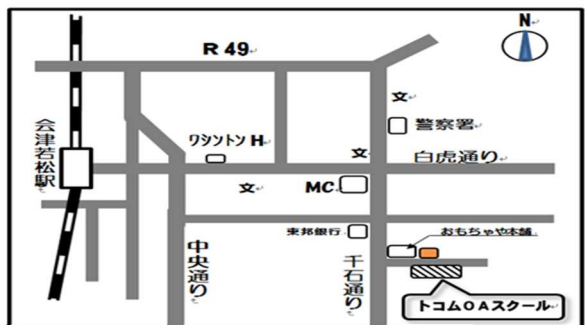 N
R 49
文
警察署
会津若松駅
ワシントン H
文
白虎通り
文
MC
東邦銀行
おもちゃや本舗
中央通り
千石通り
トコムOAスクール